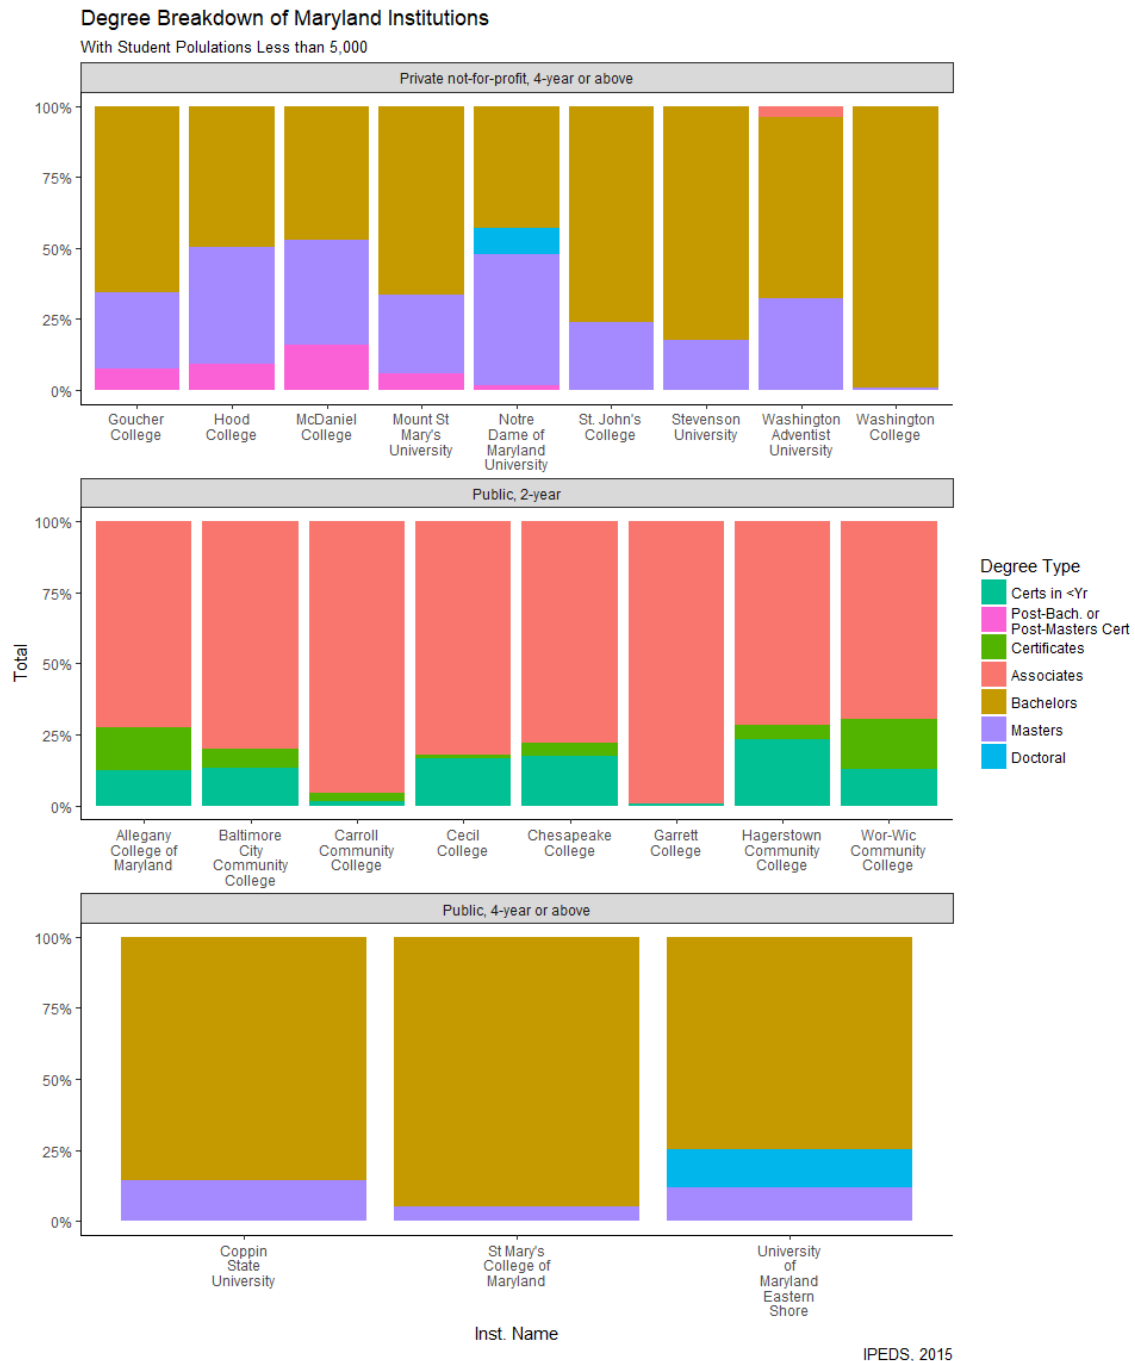 Degree Breakdown of Maryland Institutions
With Student Polulations Less than 5,000
Private not-for-profit, 4-year or above
100%
75%
50%
25%
0%
Goucher
College
Hood
College
McDaniel
College
Mount St
Mary's
University
Notre
Dame of
Maryland
University
St. John's
College
Stevenson
University
Washington
Adventist
University
Washington
College
Public, 2-year
100%
75%
50%
25%
0%
Allegany
College of
Maryland
Baltimore
City
Community
College
Carroll
Community
College
Cecil
College
Chesapeake
College
Garrett
College
Hagerstown
Community
College
Wor-Wic
Community
College
Public, 4-year or above
100%
75%
50%
25%
0%
Coppin
State
University
St Mary's
College of
Maryland
University
of
Maryland
Eastern
Shore
Total
Inst. Name
Degree Type
Certs in <Yr
Post-Bach. or
Post-Masters Cert
Certificates
Associates
Bachelors
Masters
Doctoral
IPEDS, 2015